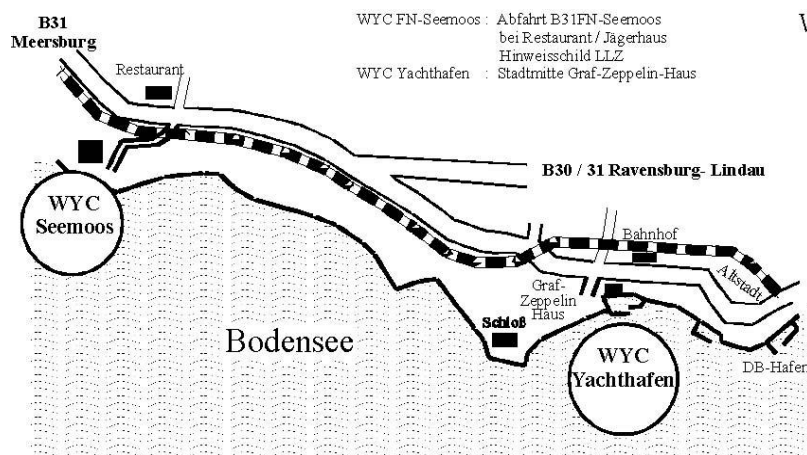 B31
Meersburg
WYC FN-Seemoos : Abfahrt B31FN-Seemoos
bei Restaurant / Jägerhaus
Hinweisschild LLZ
WYC Yachthafen : Stadtmitte Graf-Zeppelin-Haus
Restaurant
B30 / 31 Ravensburg- Lindau
WYC
Seemoos
Bahnhof
Altstadt
Graf-
Zeppelin
Haus
Schloß
Bodensee
WYC
Yachthafen
DB-Hafen